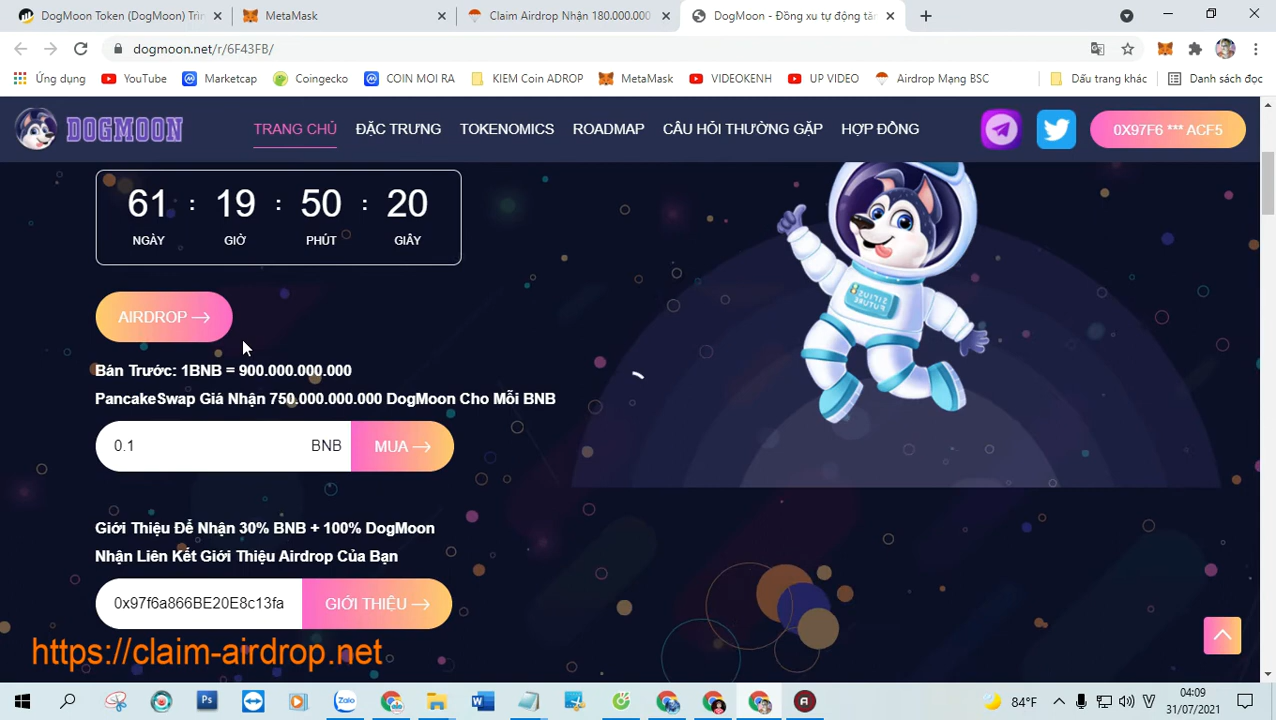 DogMoon Token (DogMoon) Trìn
MetaMask
Claim Airdrop Nhận 180.000.000
DogMoon - Đồng xu tự động tăn
dogmoon.net/r/6F43FB/
Ứng dụng
YouTube
Marketcap
Coingecko
COIN MOI RA
KIEM Coin ADROP
MetaMask
VIDEOKENH
UP VIDEO
Airdrop Mạng BSC
Dấu trang khác
Danh sách đọc
DOGMOON
TRANG CHỦ
ĐẶC TRƯNG
TOKENOMICS
ROADMAP
CÂU HỎI THƯỜNG GẶP
HỢP ĐỒNG
0X97F6 *** ACF5
61 : 19 : 50 : 20
NGÀY GIỜ PHÚT GIÂY
AIRDROP
Bán Trước: 1BNB = 900.000.000.000
PancakeSwap Giá Nhận 750.000.000.000 DogMoon Cho Mỗi BNB
0.1 BNB MUA
Giới Thiệu Để Nhận 30% BNB + 100% DogMoon
Nhận Liên Kết Giới Thiệu Airdrop Của Bạn
0x97f6a866BE20E8c13fa GIỚI THIỆU
SIRIUS
FUTURE
https://claim-airdrop.net
Zalo
84°F
04:09
31/07/2021